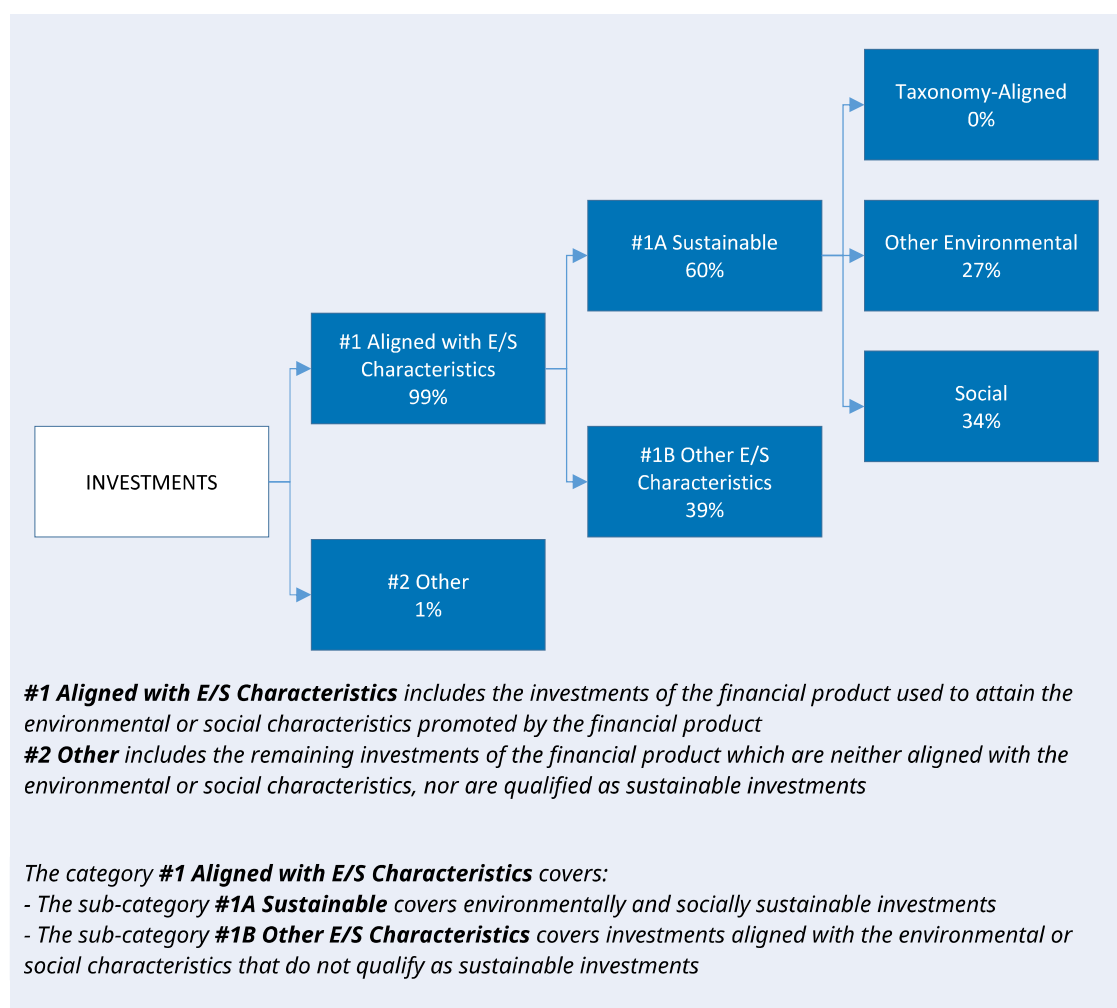 Taxonomy-Aligned
0%
#1A Sustainable
60%
Other Environmental
27%
#1 Aligned with E/S
Characteristics
99%
Social
34%
INVESTMENTS
#1B Other E/S
Characteristics
39%
#2 Other
1%
#1 Aligned with E/S Characteristics includes the investments of the financial product used to attain the
environmental or social characteristics promoted by the financial product
#2 Other includes the remaining investments of the financial product which are neither aligned with the
environmental or social characteristics, nor are qualified as sustainable investments
The category #1 Aligned with E/S Characteristics covers:
- The sub-category #1A Sustainable covers environmentally and socially sustainable investments
- The sub-category #1B Other E/S Characteristics covers investments aligned with the environmental or
social characteristics that do not qualify as sustainable investments